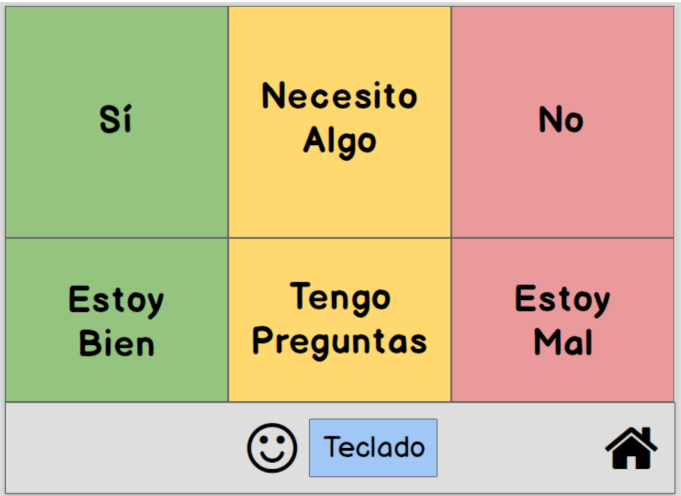 Sí
Necesito
Algo
No
Estoy
Bien
Tengo
Preguntas
Estoy
Mal
Teclado